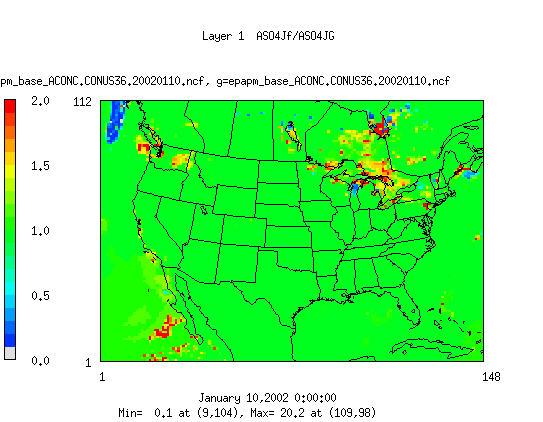 Layer 1 ASO4Jf/ASO4JG
pm_base_ACONC.CONUS36.20020110.ncf, g=epapm_base_ACONC.CONUS36.20020110.ncf
2.0
1.5
1.0
0.5
0.0
112
1
1
148
January 10,2002 0:00:00
Min= 0.1 at (9,104), Max= 20.2 at (109,98)